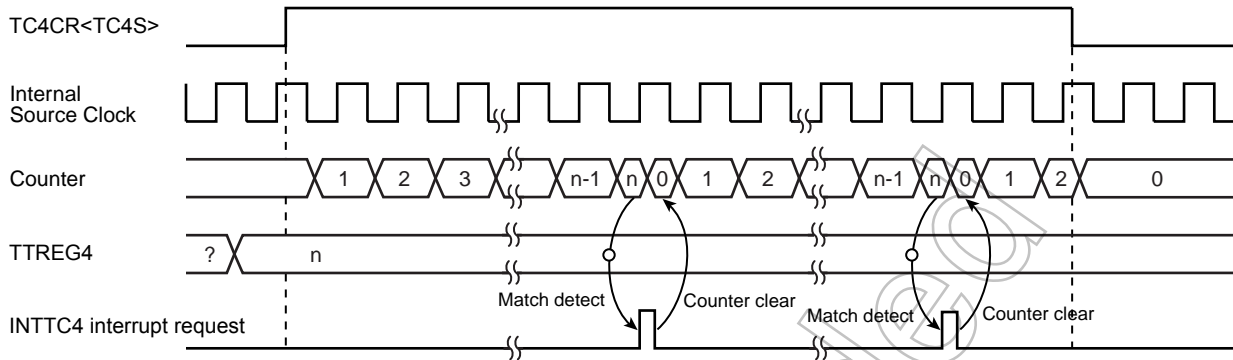 TC4CR<TC4S>
Internal
Source Clock
Counter 1 2 3 n-1 n 0 1 2 n-1 n 0 1 2 0
TTREG4 ? n
Match detect Counter clear Match detect Counter clear
INTTC4 interrupt request